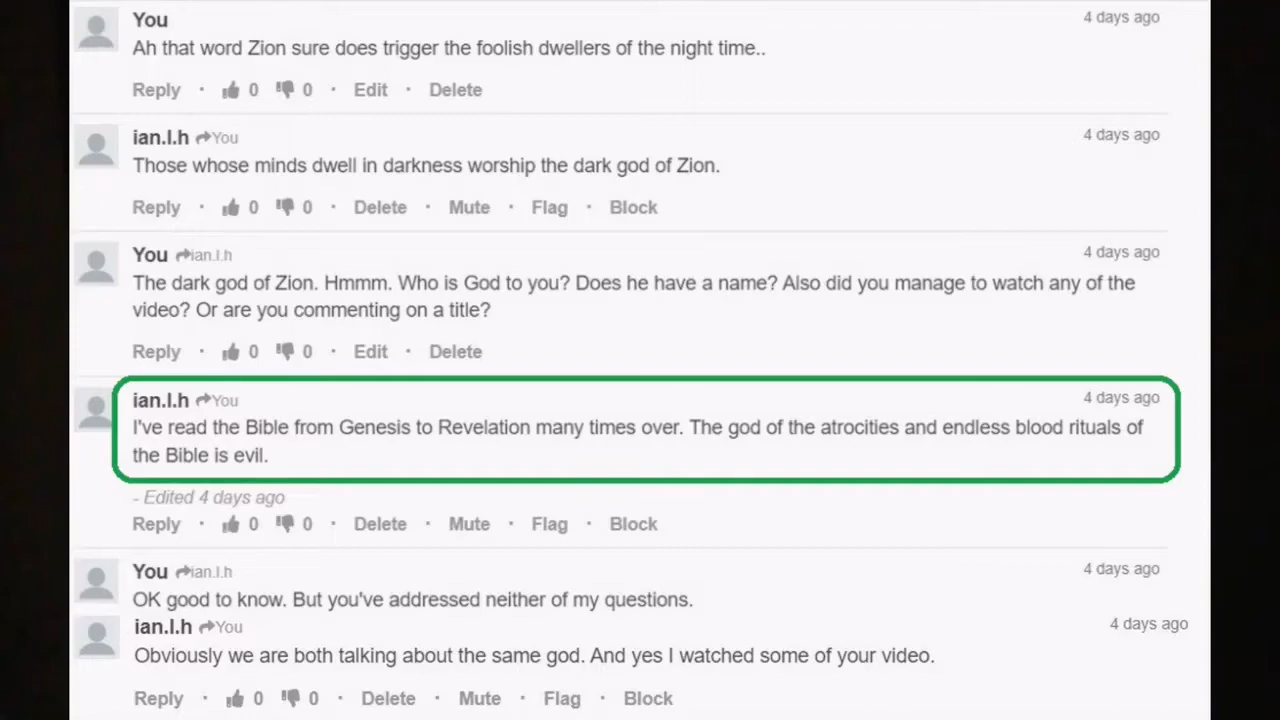 You
4 days ago
Ah that word Zion sure does trigger the foolish dwellers of the night time..
Reply · 0 0 · Edit · Delete
ian.l.h You
4 days ago
Those whose minds dwell in darkness worship the dark god of Zion.
Reply · 0 0 · Delete · Mute · Flag · Block
You ian.l.h
4 days ago
The dark god of Zion. Hmmm. Who is God to you? Does he have a name? Also did you manage to watch any of the
video? Or are you commenting on a title?
Reply · 0 0 · Edit · Delete
ian.l.h You
4 days ago
I've read the Bible from Genesis to Revelation many times over. The god of the atrocities and endless blood rituals of
the Bible is evil.
- Edited 4 days ago
Reply · 0 0 · Delete · Mute · Flag · Block
You ian.l.h
4 days ago
OK good to know. But you've addressed neither of my questions.
ian.l.h You
4 days ago
Obviously we are both talking about the same god. And yes I watched some of your video.
Reply · 0 0 · Delete · Mute · Flag · Block